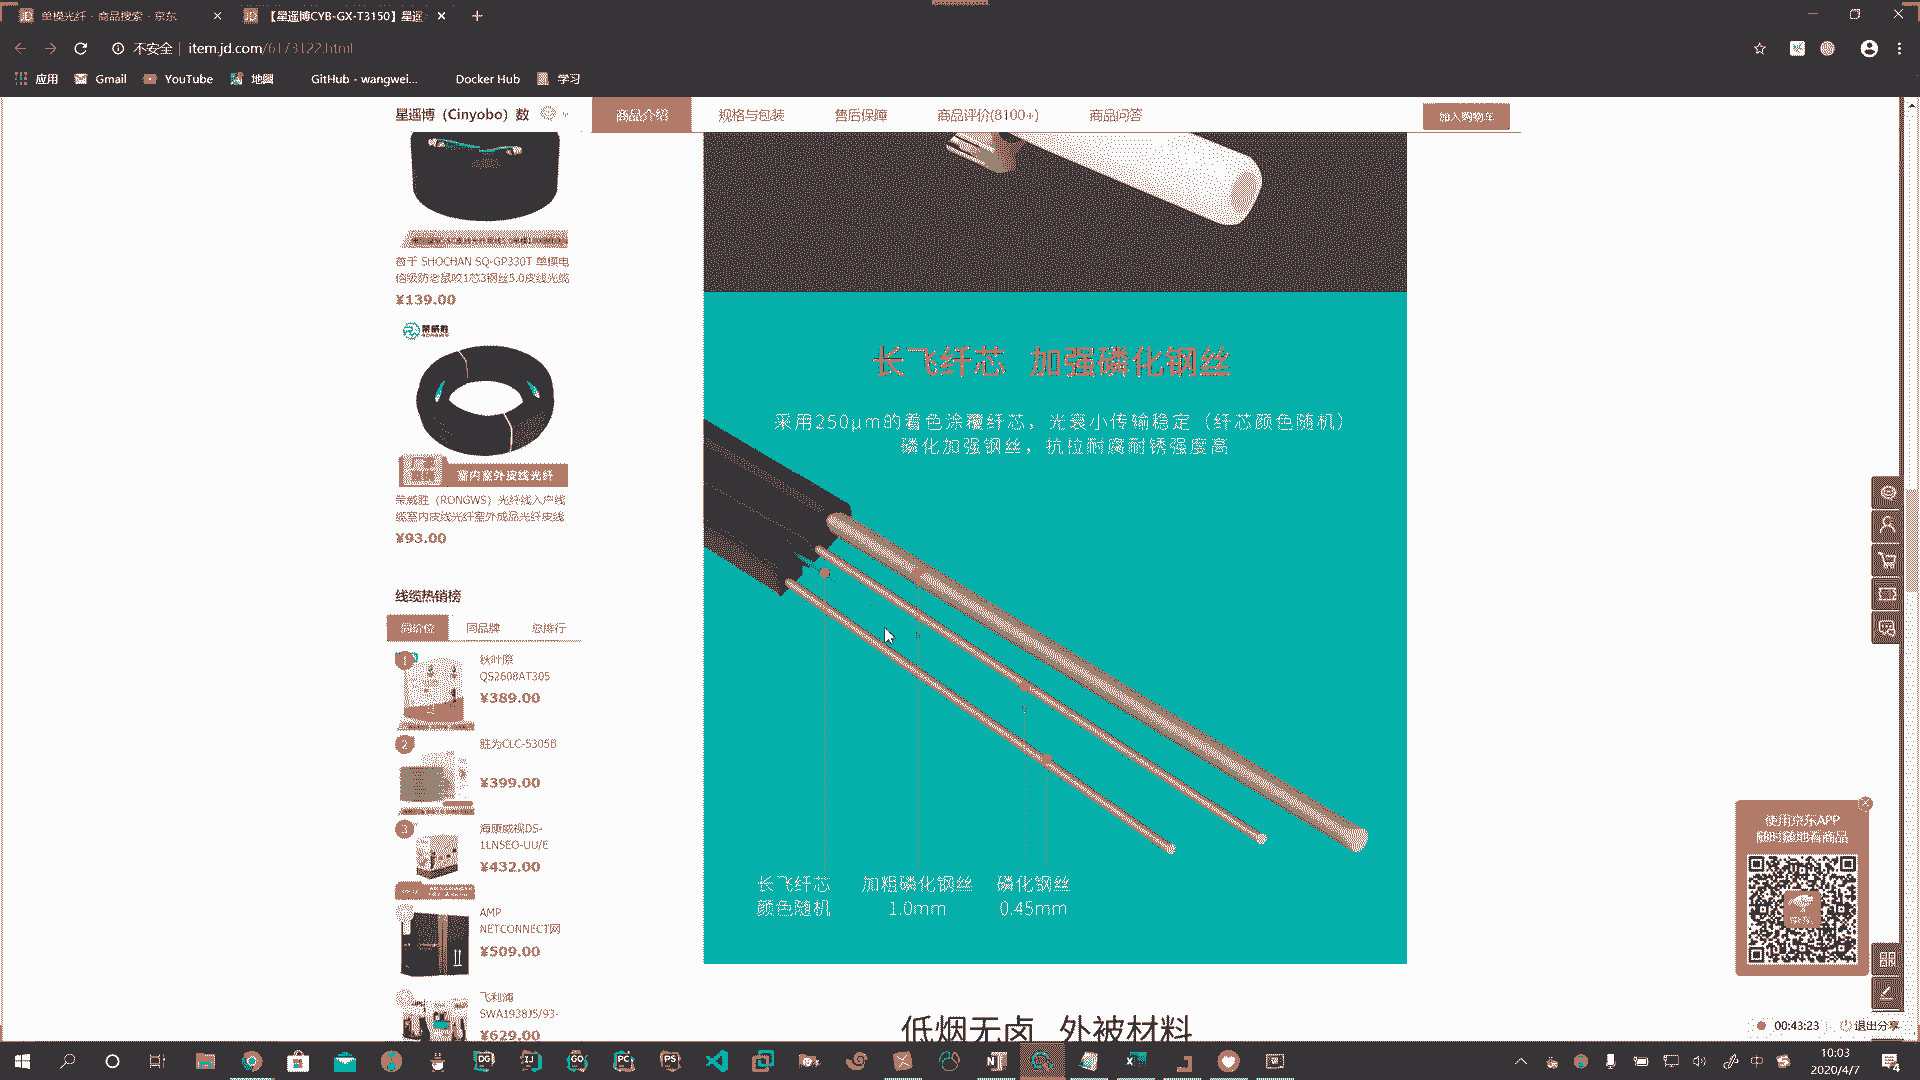 单模光纤 - 商品搜索 - 京东
【星遥博CYB-GX-T3150】星遥
不安全 | item.jd.com/6173122.html
应用
Gmail
YouTube
地图
GitHub - wangwei...
Docker Hub
学习
星遥博（Cinyobo）数
商品介绍
规格与包装
售后保障
商品评价(8100+)
商品问答
加入购物车
首千 SHOCHAN SQ-GP330T 单模电
信级防老鼠咬1芯3钢丝5.0皮线光缆
¥139.00
荣威胜
室内室外皮线光纤
荣威胜（RONGWS）光纤线入户线
缆室内皮线光纤室外成品光纤皮线
¥93.00
线缆热销榜
同价位
同品牌
总排行
1
秋叶原
QS2608AT305
¥389.00
2
胜为CLC-5305B
¥399.00
3
海康威视DS-
1LN5EO-UU/E
¥432.00
AMP
NETCONNECT网
¥509.00
飞利浦
SWA1938J5/93-
¥629.00
长飞纤芯 加强磷化钢丝
采用250μm的着色涂覆纤芯，光衰小传输稳定（纤芯颜色随机）
磷化加强钢丝，抗拉耐腐耐锈强度高
长飞纤芯
颜色随机
加粗磷化钢丝
1.0mm
磷化钢丝
0.45mm
低烟无卤 外被材料
使用京东APP
随时随地看商品
00:43:23
退出分享
中
10:03
2020/4/7